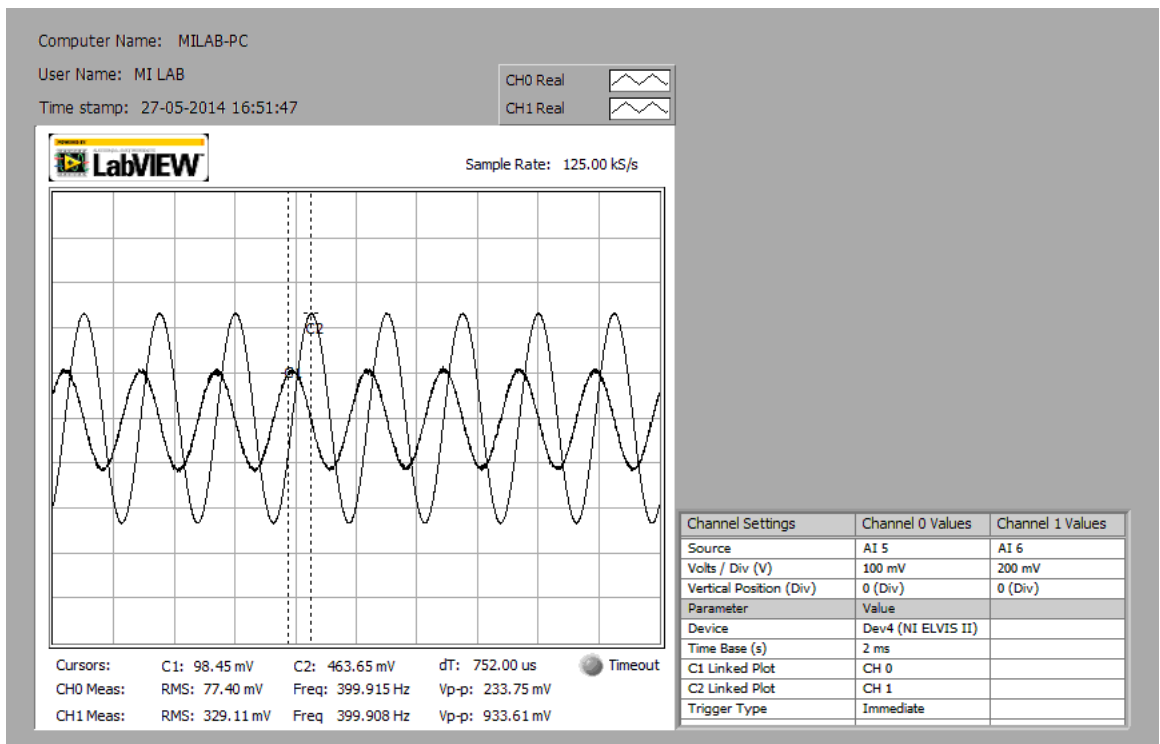 Computer Name: MILAB-PC
User Name: MI LAB
Time stamp: 27-05-2014 16:51:47
CH0 Real
CH1 Real
POWERED BY
LabVIEW
Sample Rate: 125.00 kS/s
C2
Cursors: C1: 98.45 mV C2: 463.65 mV dT: 752.00 us Timeout
CH0 Meas: RMS: 77.40 mV Freq: 399.915 Hz Vp-p: 233.75 mV
CH1 Meas: RMS: 329.11 mV Freq 399.908 Hz Vp-p: 933.61 mV
Channel Settings Channel 0 Values Channel 1 Values
Source AI 5 AI 6
Volts / Div (V) 100 mV 200 mV
Vertical Position (Div) 0 (Div) 0 (Div)
Parameter Value
Device Dev4 (NI ELVIS II)
Time Base (s) 2 ms
C1 Linked Plot CH 0
C2 Linked Plot CH 1
Trigger Type Immediate